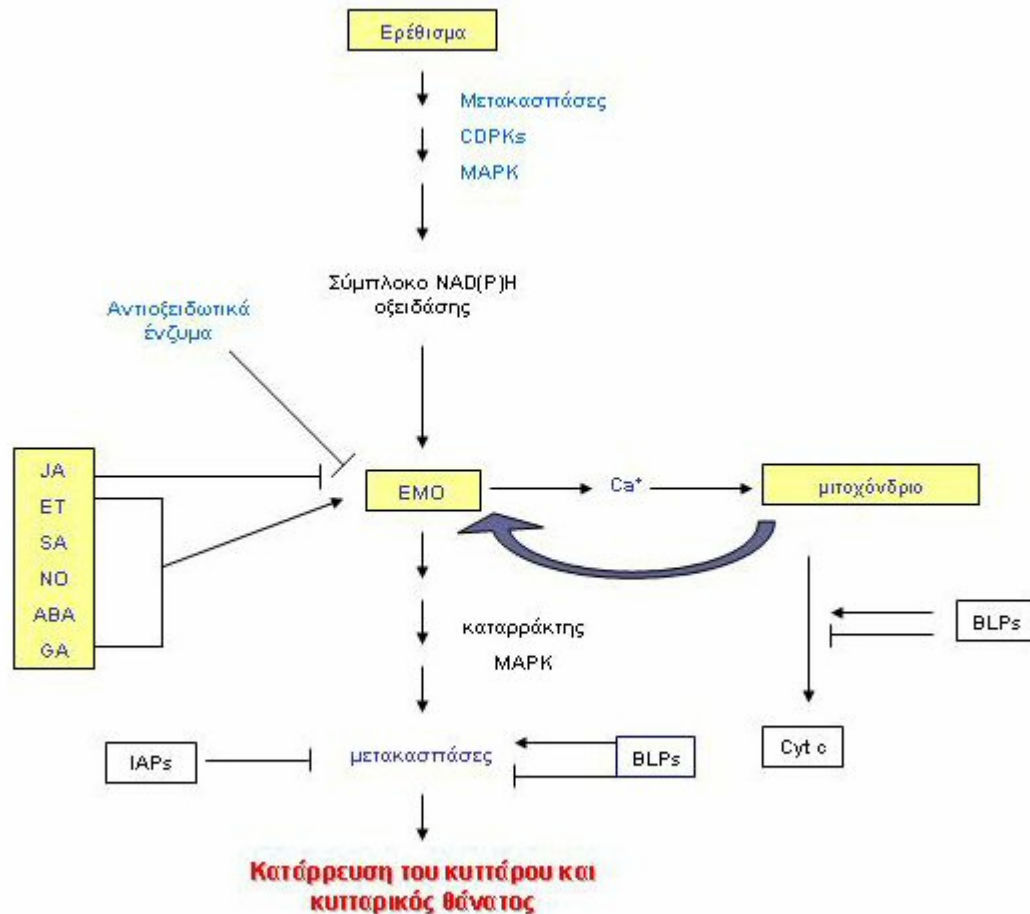 Ερέθισμα
Μετακασπάσες
CDPKs
MAPK
Σύμπλοκο NAD(P)H
οξειδάσης
Αντιοξειδωτικά
ένζυμα
JA
ET
SA
NO
ABA
GA
ΕΜΟ
Ca⁺
μιτοχόνδριο
καταρράκτης
MAPK
BLPs
IAPs
μετακασπάσες
BLPs
Cyt c
Κατάρρευση του κυττάρου και
κυτταρικός θάνατος